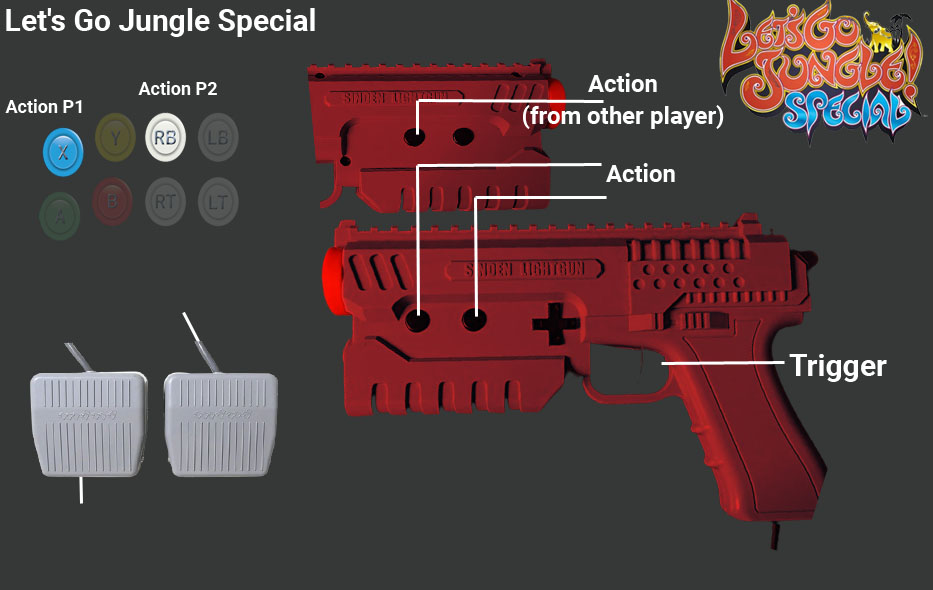 Let's Go Jungle Special
LET'S GO
JUNGLE!
SPECIAL
Action P2
Action P1
X
Y
RB
LB
A
B
RT
LT
SINDEN LIGHTGUN
Action
(from other player)
Action
SINDEN LIGHTGUN
Trigger